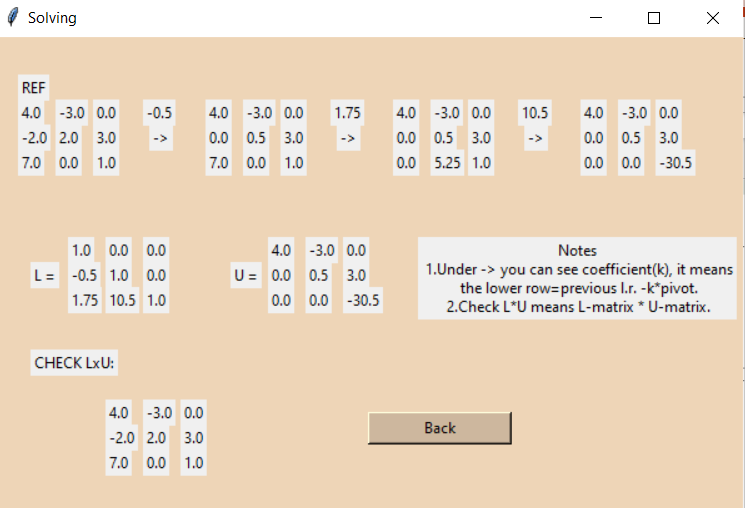 Solving
REF
4.0 -3.0 0.0 -0.5 4.0 -3.0 0.0 1.75 4.0 -3.0 0.0 10.5 4.0 -3.0 0.0
-2.0 2.0 3.0 -> 0.0 0.5 3.0 -> 0.0 0.5 3.0 -> 0.0 0.5 3.0
7.0 0.0 1.0 7.0 0.0 1.0 0.0 5.25 1.0 0.0 0.0 -30.5
1.0 0.0 0.0
L = -0.5 1.0 0.0
1.75 10.5 1.0
4.0 -3.0 0.0
U = 0.0 0.5 3.0
0.0 0.0 -30.5
Notes
1.Under -> you can see coefficient(k), it means
the lower row=previous l.r. -k*pivot.
2.Check L*U means L-matrix * U-matrix.
CHECK LxU:
4.0 -3.0 0.0
-2.0 2.0 3.0
7.0 0.0 1.0
Back